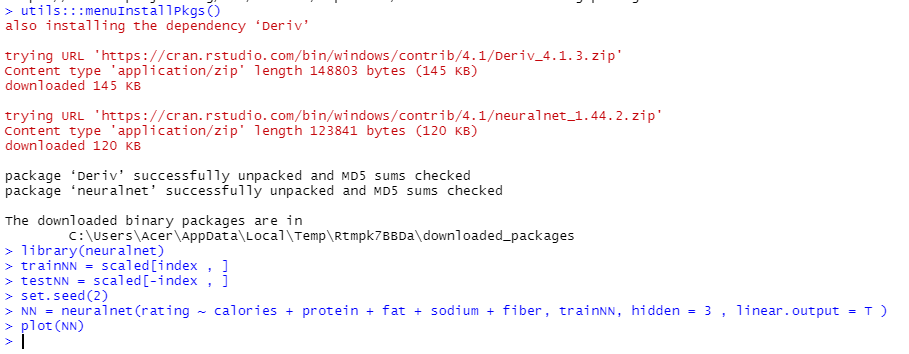 > utils:::menuInstallPkgs()
also installing the dependency ‘Deriv’
trying URL 'https://cran.rstudio.com/bin/windows/contrib/4.1/Deriv_4.1.3.zip'
Content type 'application/zip' length 148803 bytes (145 KB)
downloaded 145 KB
trying URL 'https://cran.rstudio.com/bin/windows/contrib/4.1/neuralnet_1.44.2.zip'
Content type 'application/zip' length 123841 bytes (120 KB)
downloaded 120 KB
package ‘Deriv’ successfully unpacked and MD5 sums checked
package ‘neuralnet’ successfully unpacked and MD5 sums checked
The downloaded binary packages are in
C:\Users\Acer\AppData\Local\Temp\Rtmpk7BBDa\downloaded_packages
> library(neuralnet)
> trainNN = scaled[index , ]
> testNN = scaled[-index , ]
> set.seed(2)
> NN = neuralnet(rating ~ calories + protein + fat + sodium + fiber, trainNN, hidden = 3 , linear.output = T )
> plot(NN)
>